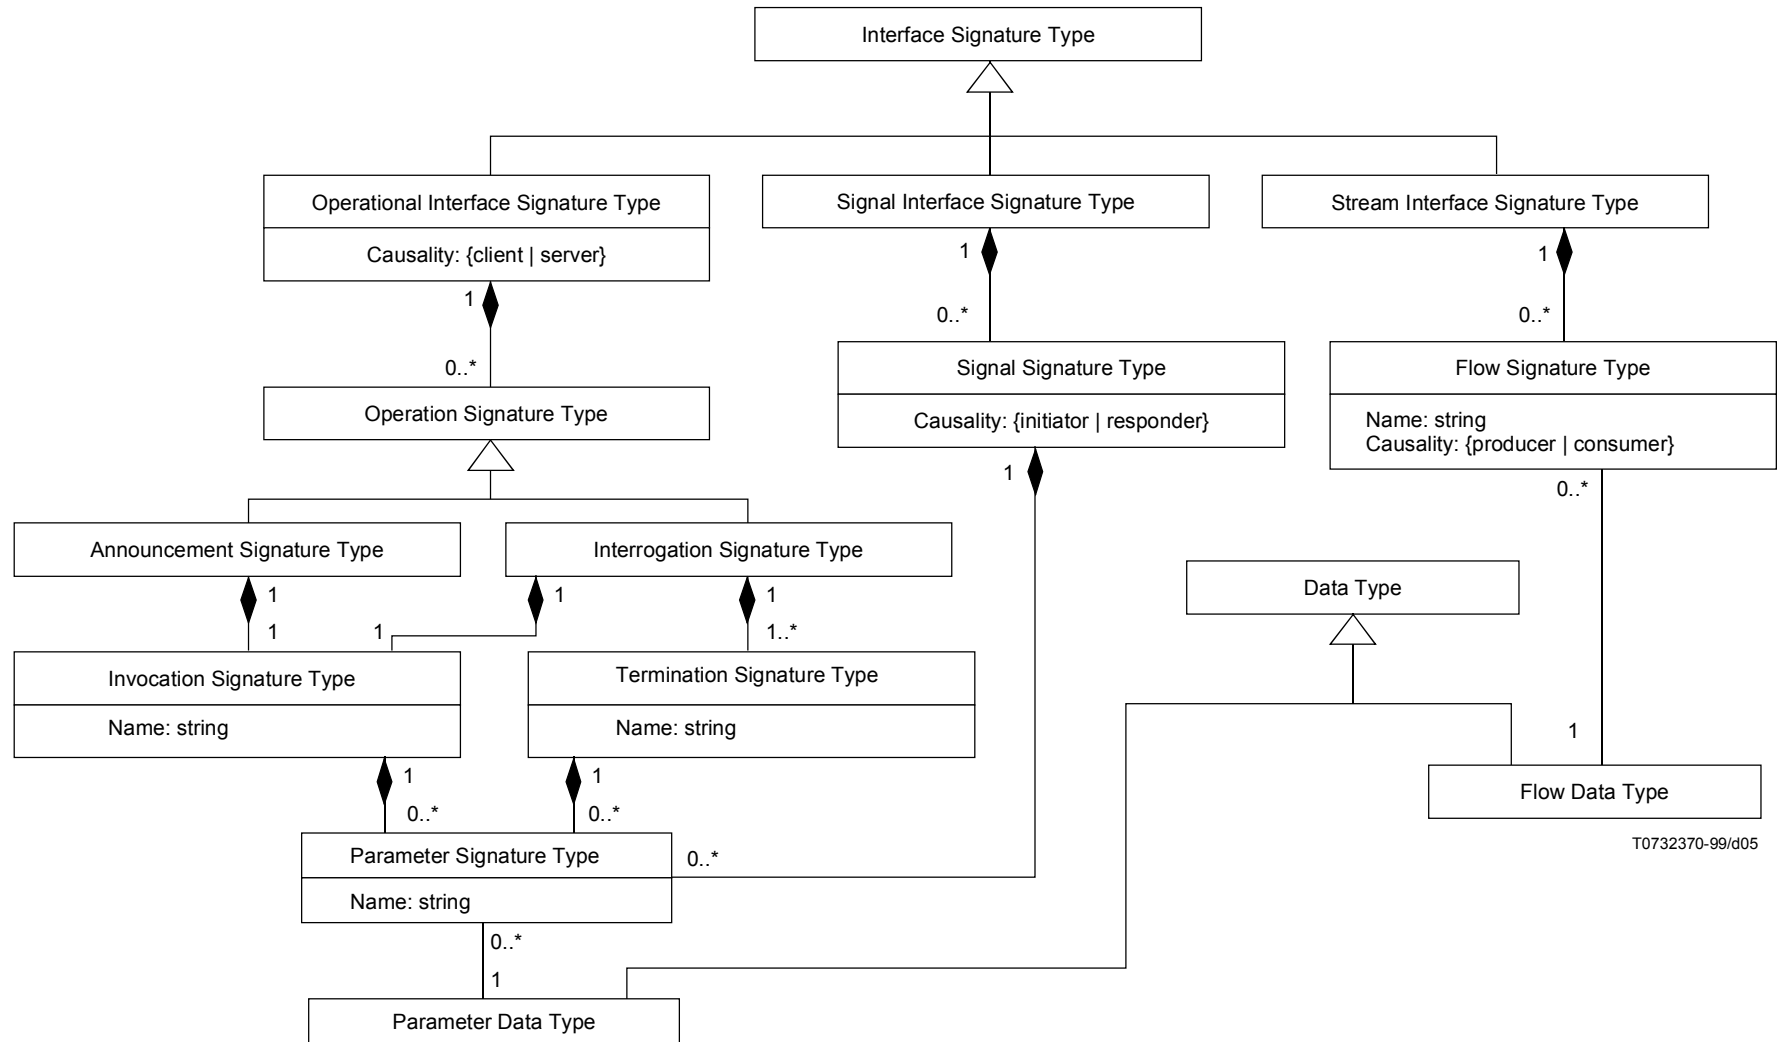 Interface Signature Type
Operational Interface Signature Type
Causality: {client | server}
Signal Interface Signature Type
Stream Interface Signature Type
1
0..*
1
0..*
1
0..*
Operation Signature Type
Signal Signature Type
Causality: {initiator | responder}
Flow Signature Type
Name: string
Causality: {producer | consumer}
1
0..*
Announcement Signature Type
Interrogation Signature Type
Data Type
1
1
1
1
1
1..*
Invocation Signature Type
Name: string
Termination Signature Type
Name: string
1
Flow Data Type
1
0..*
1
0..*
T0732370-99/d05
Parameter Signature Type
Name: string
0..*
0..*
1
Parameter Data Type